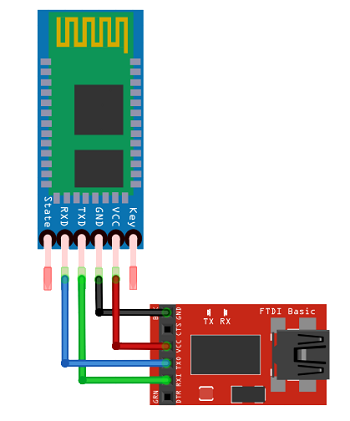 State
RXD
TXD
GND
VCC
Key
FTDI Basic
TX RX
GND
CTS
VCC
TXO
RXI
DTR
GRN